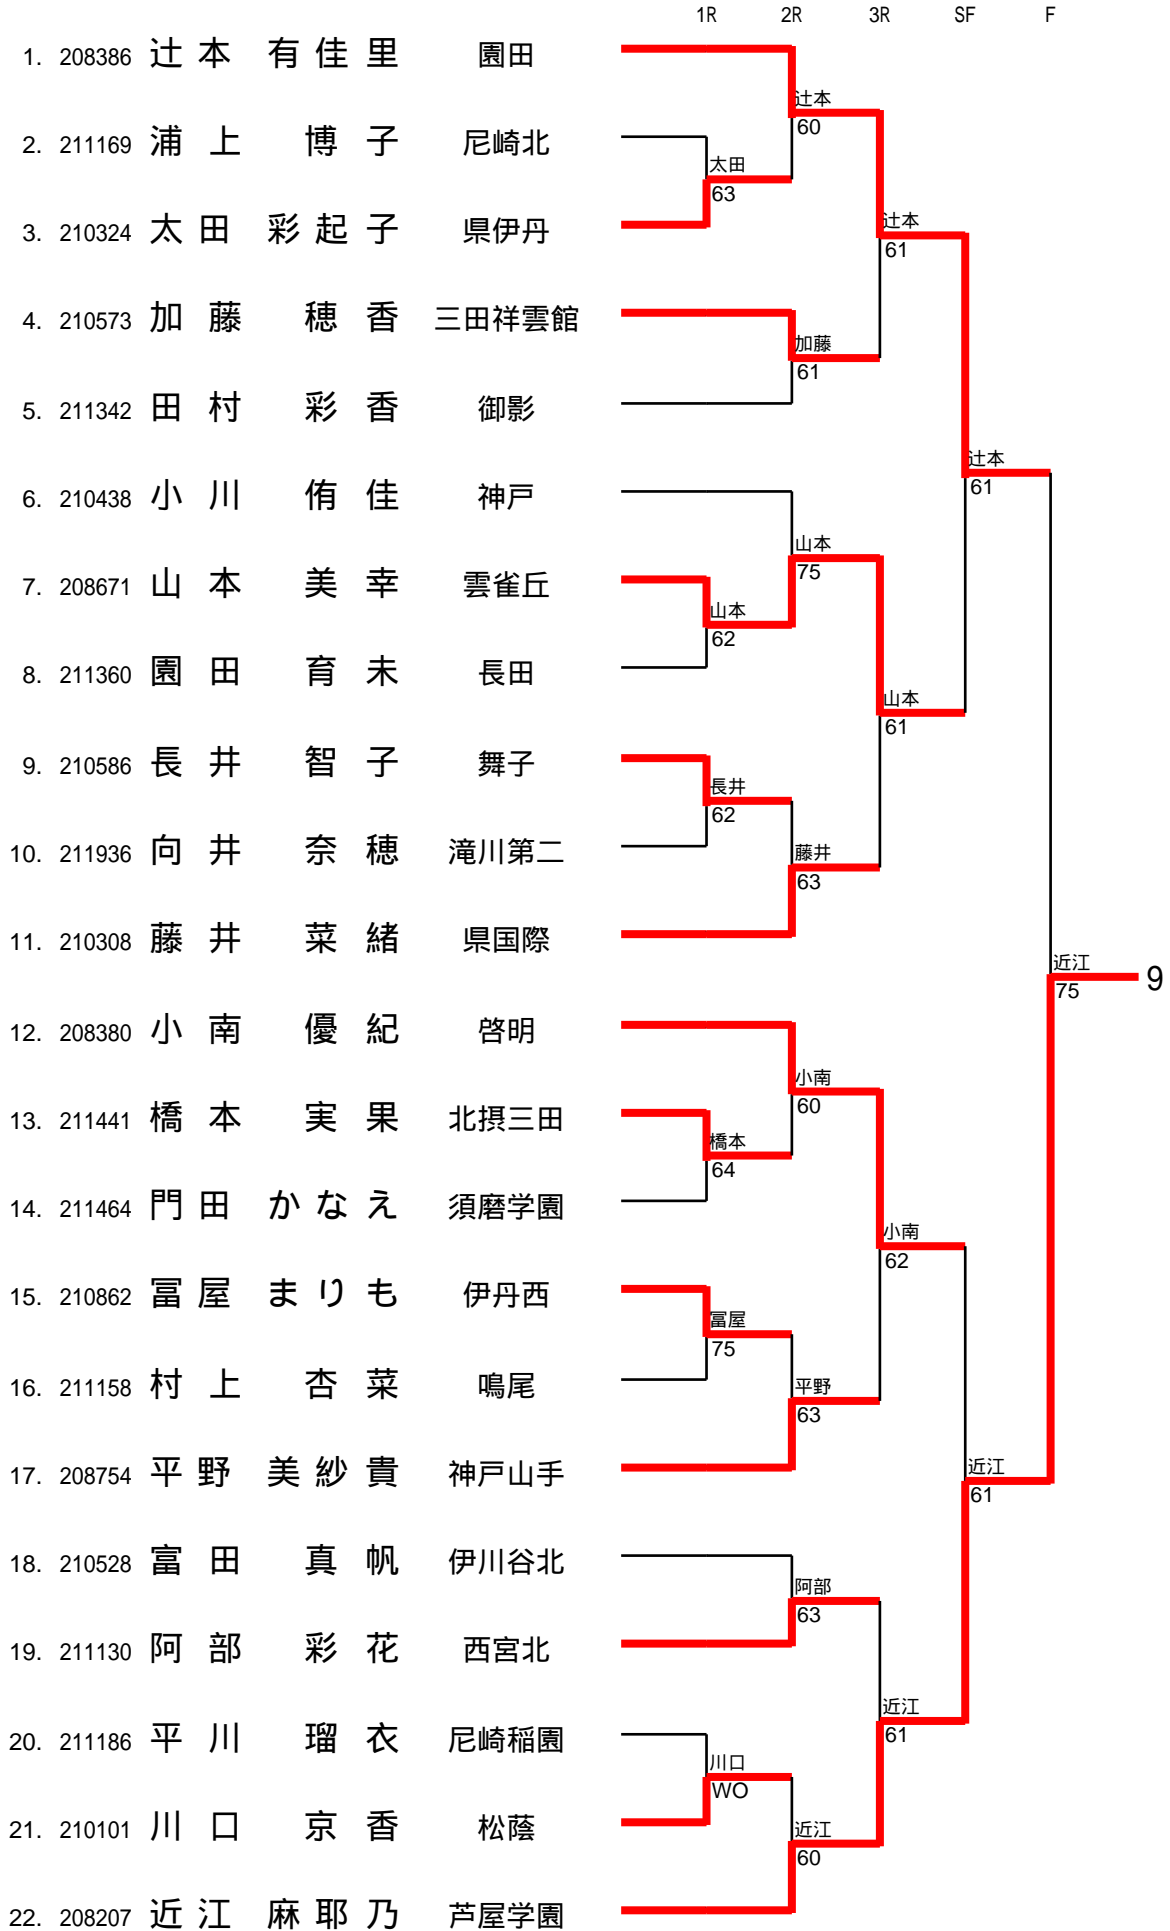 1R 2R 3R SF F
1. 208386 辻本 有佳里 園田
辻本
60
2. 211169 浦上 博子 尼崎北
太田
63
3. 210324 太田 彩起子 県伊丹
辻本
61
4. 210573 加藤 穂香 三田祥雲館
加藤
61
5. 211342 田村 彩香 御影
辻本
61
6. 210438 小川 侑佳 神戸
山本
75
7. 208671 山本 美幸 雲雀丘
山本
62
8. 211360 園田 育未 長田
山本
61
9. 210586 長井 智子 舞子
長井
62
10. 211936 向井 奈穂 滝川第二
藤井
63
11. 210308 藤井 菜緒 県国際
近江
75
9
12. 208380 小南 優紀 啓明
小南
60
13. 211441 橋本 実果 北摂三田
橋本
64
14. 211464 門田 かなえ 須磨学園
小南
62
15. 210862 冨屋 まりも 伊丹西
冨屋
75
16. 211158 村上 杏菜 鳴尾
平野
63
17. 208754 平野 美紗貴 神戸山手
近江
61
18. 210528 富田 真帆 伊川谷北
阿部
63
19. 211130 阿部 彩花 西宮北
近江
61
20. 211186 平川 瑠衣 尼崎稲園
川口
WO
21. 210101 川口 京香 松蔭
近江
60
22. 208207 近江 麻耶乃 芦屋学園